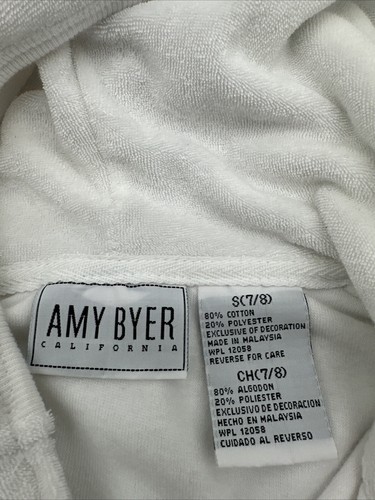 AMY BYER
CALIFORNIA
S(7/8)
80% COTTON
20% POLYESTER
EXCLUSIVE OF DECORATION
MADE IN MALAYSIA
WPL 12058
REVERSE FOR CARE
CH(7/8)
80% ALGODON
20% POLIESTER
EXCLUSIVO DE DECORACION
HECHO EN MALAYSIA
WPL 12058
CUIDADO AL REVERSO